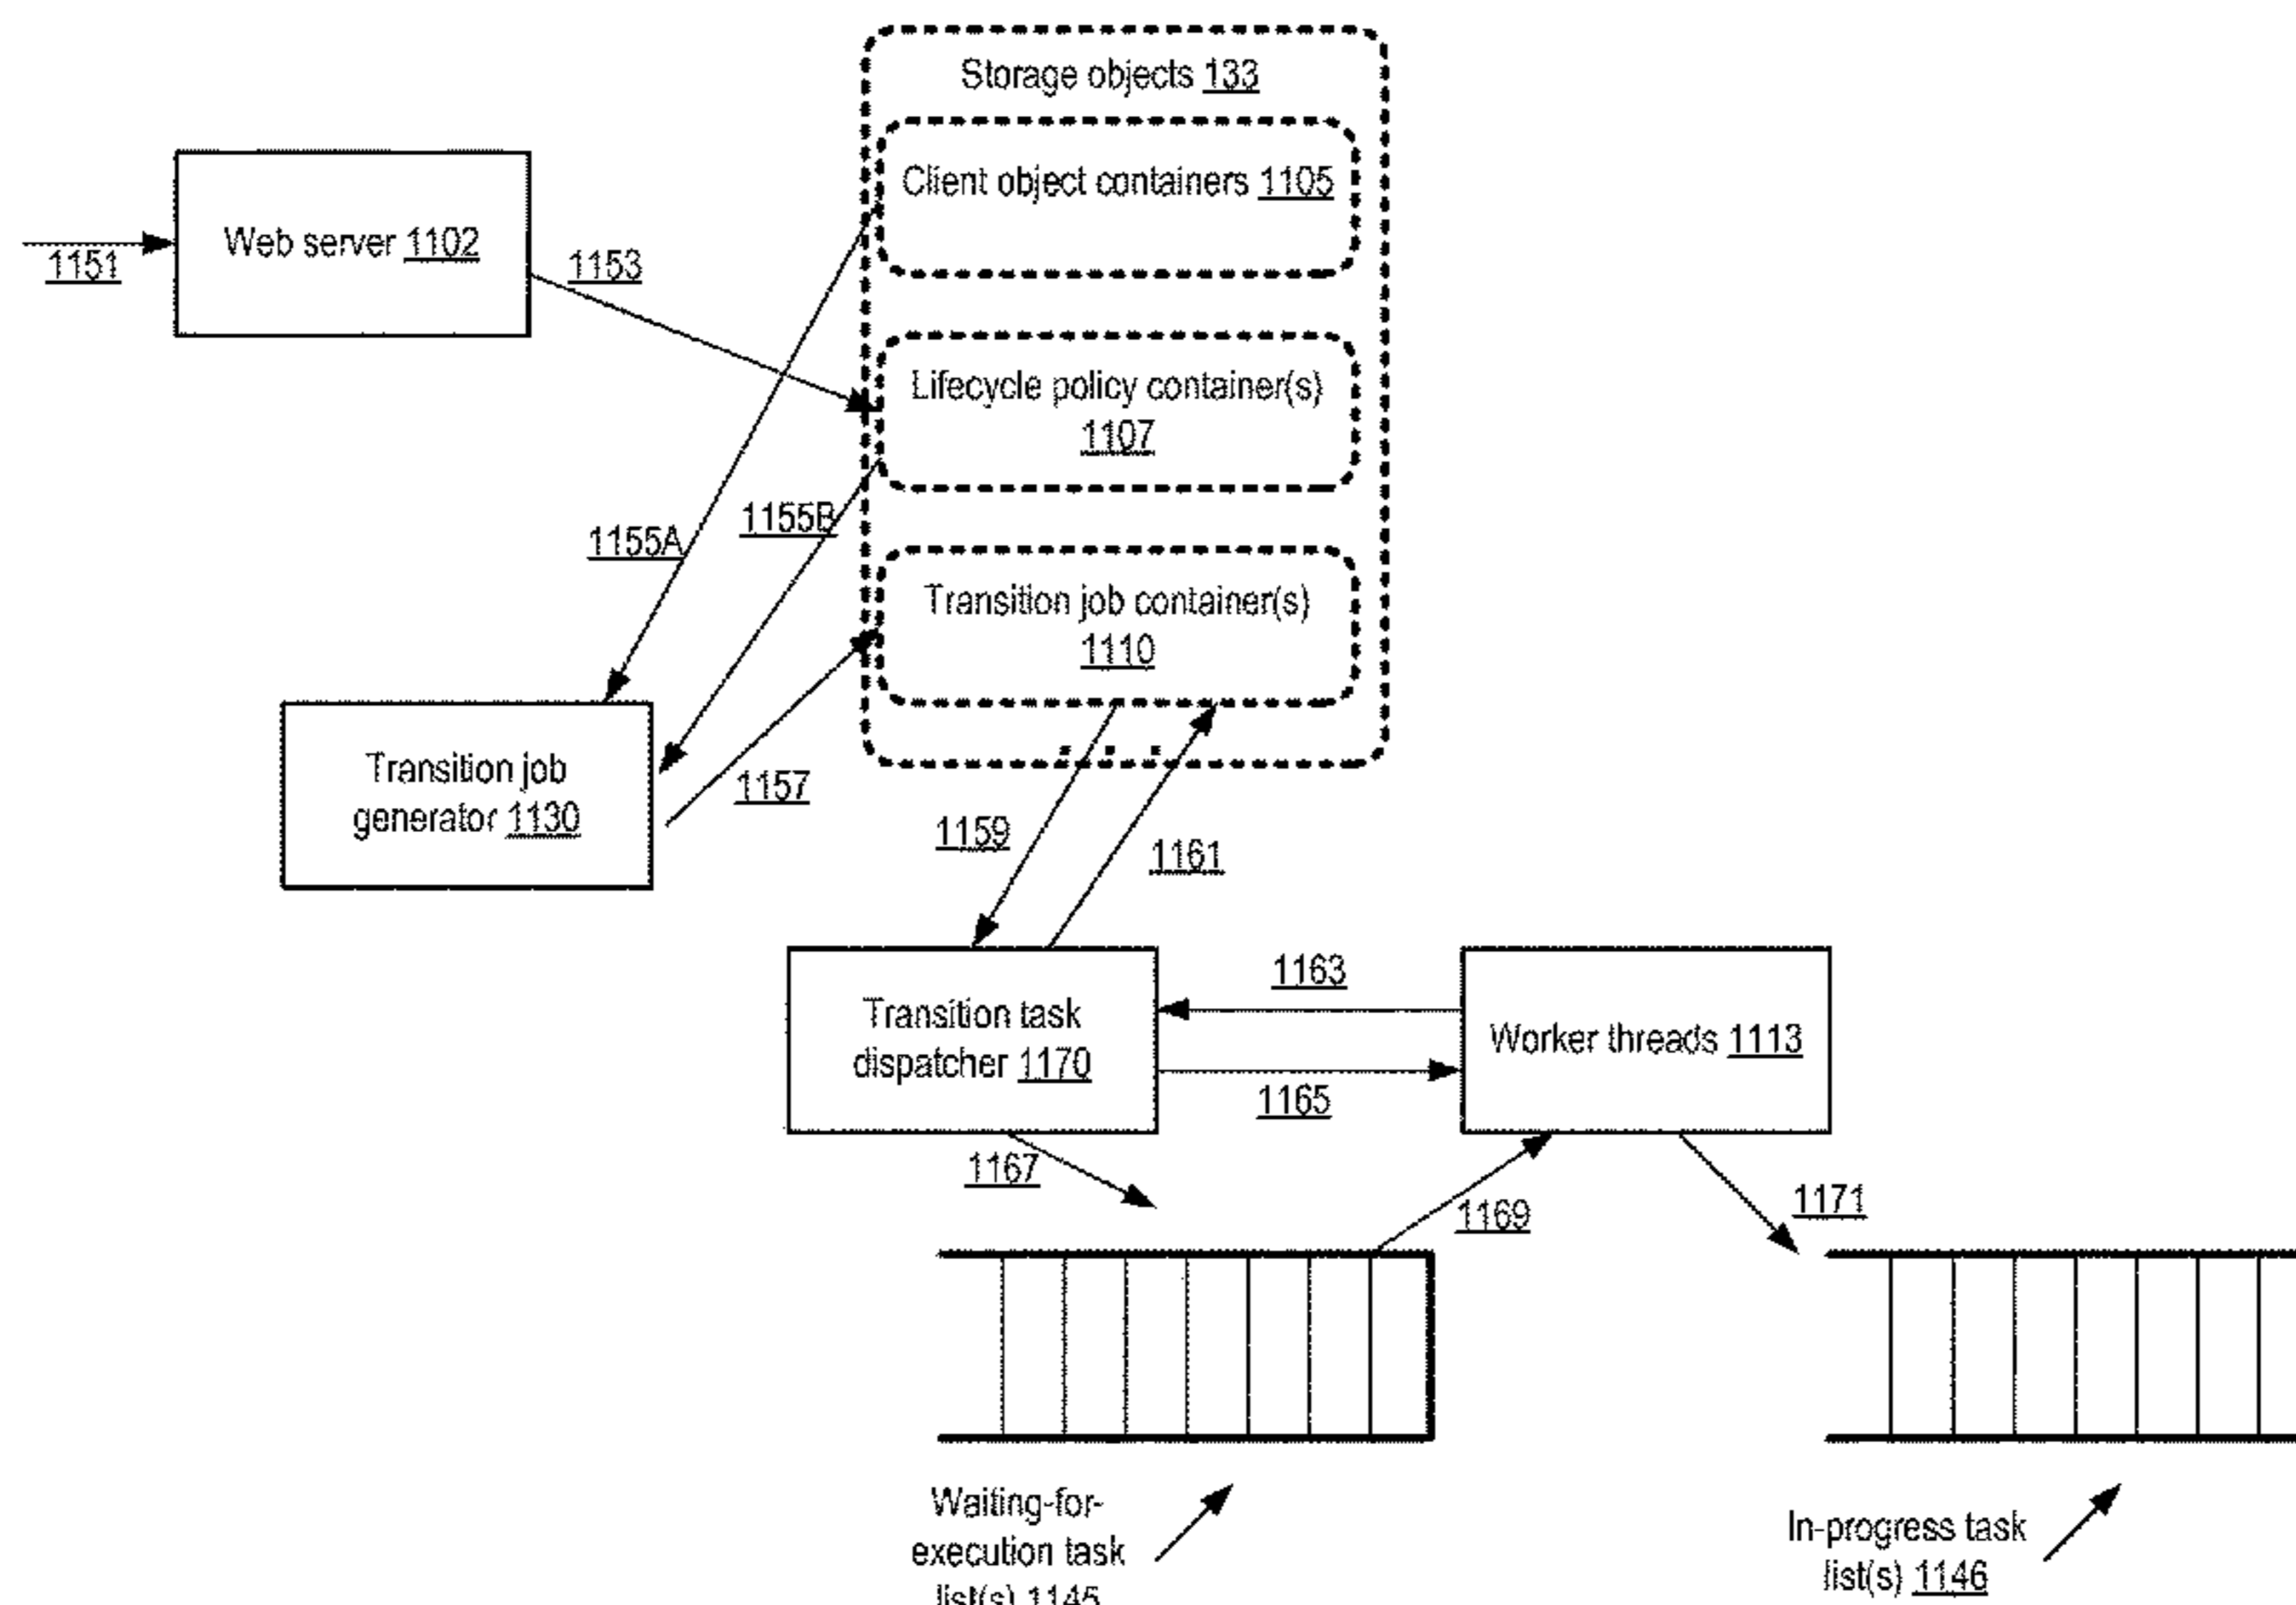 Storage objects 133
Client object containers 1105
Web server 1102
1151
1153
Lifecycle policy container(s)
1107
1155A
1155B
Transition job container(s)
1110
Transition job
generator 1130
1157
1159
1161
1163
Transition task
dispatcher 1170
Worker threads 1113
1165
1167
1169
1171
Waiting-for-
execution task
list(s) 1145
In-progress task
list(s) 1146